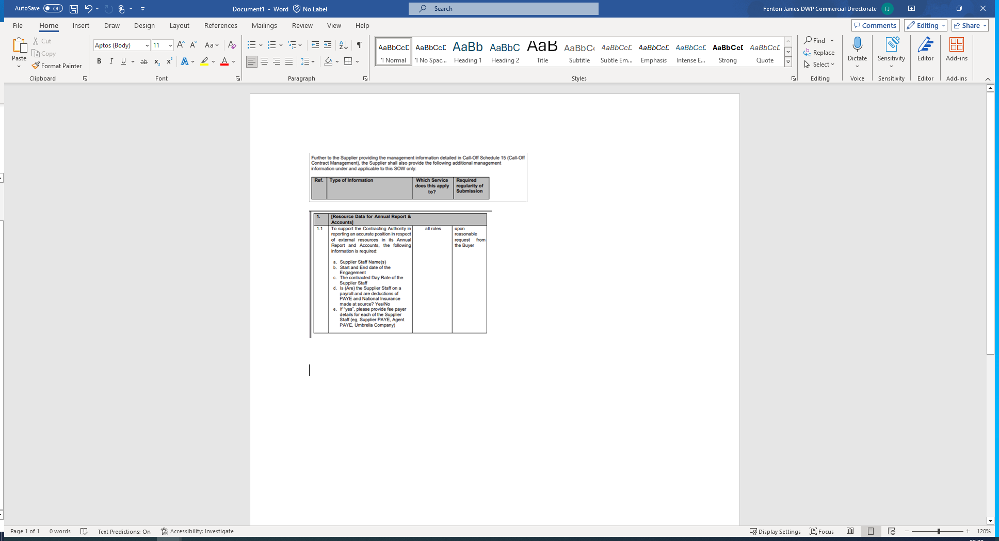 AutoSave Off Document1 - Word No Label Search Fenton James DWP Commercial Directorate FJ
File Home Insert Draw Design Layout References Mailings Review View Help Comments Editing Share
Paste Cut Copy Format Painter
Clipboard
Aptos (Body) 11 A A Aa A
B I U ab x2 x2 A A
Font
Paragraph
AaBbCcD AaBbCcD AaBb AaBbC AaB AaBbC AaBbCcD AaBbCcD AaBbCcD AaBbCcD AaBbCcD
¶ Normal ¶ No Spac... Heading 1 Heading 2 Title Subtitle Subtle Em... Emphasis Intense E... Strong Quote
Styles
Find
Replace
Select
Editing
Dictate
Voice
Sensitivity
Sensitivity
Editor
Editor
Add-ins
Add-ins
Further to the Supplier providing the management information detailed in Call-Off Schedule 15 (Call-Off
Contract Management), the Supplier shall also provide the following additional management
information under and applicable to this SOW only:
Ref. Type of Information Which Service Required
does this apply regularity of
to? Submission
1. [Resource Data for Annual Report &
Accounts]
1.1 To support the Contracting Authority in all roles upon
reporting an accurate position in respect reasonable
of external resources in its Annual request from
Report and Accounts, the following the Buyer
information is required:
a. Supplier Staff Name(s)
b. Start and End date of the
Engagement
c. The contracted Day Rate of the
Supplier Staff
d. Is (Are) the Supplier Staff on a
payroll and are deductions of
PAYE and National Insurance
made at source? Yes/No
e. If “yes”, please provide fee payer
details for each of the Supplier
Staff (eg, Supplier PAYE, Agent
PAYE, Umbrella Company)
Page 1 of 1 0 words Text Predictions: On Accessibility: Investigate Display Settings Focus 120%